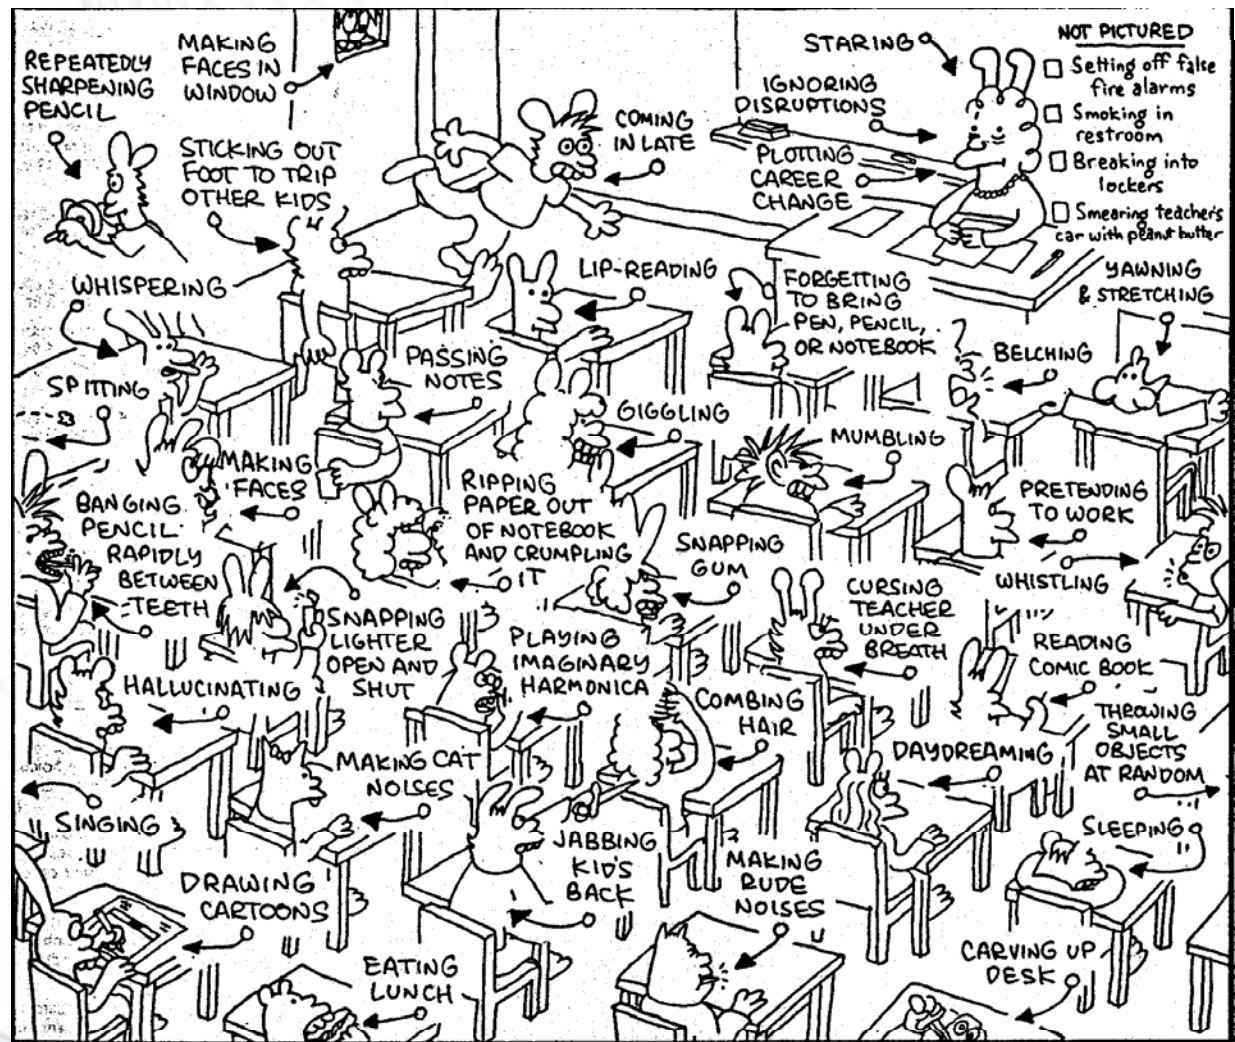 REPEATEDLY
SHARPENING
PENCIL
MAKING
FACES IN
WINDOW
STICKING OUT
FOOT TO TRIP
OTHER KIDS
COMING
IN LATE
STARING
IGNORING
DISRUPTIONS
PLOTTING
CAREER
CHANGE
NOT PICTURED
Setting off false
fire alarms
Smoking in
restroom
Breaking into
lockers
Smearing teacher's
car with peanut butter
WHISPERING
LIP-READING
FORGETTING
TO BRING
PEN, PENCIL,
OR NOTEBOOK
YAWNING
& STRETCHING
SPITTING
PASSING
NOTES
GIGGLING
BELCHING
MUMBLING
MAKING
FACES
BANGING
PENCIL
RAPIDLY
BETWEEN
TEETH
RIPPING
PAPER OUT
OF NOTEBOOK
AND CRUMPLING
IT
SNAPPING
GUM
PRETENDING
TO WORK
WHISTLING
SNAPPING
LIGHTER
OPEN AND
SHUT
PLAYING
IMAGINARY
HARMONICA
CURSING
TEACHER
UNDER
BREATH
READING
COMIC BOOK
HALLUCINATING
COMBING
HAIR
THROWING
SMALL
OBJECTS
AT RANDOM
MAKING CAT
NOISES
DAYDREAMING
SINGING
JABBING
KID'S
BACK
MAKING
RUDE
NOISES
SLEEPING
DRAWING
CARTOONS
EATING
LUNCH
CARVING UP
DESK